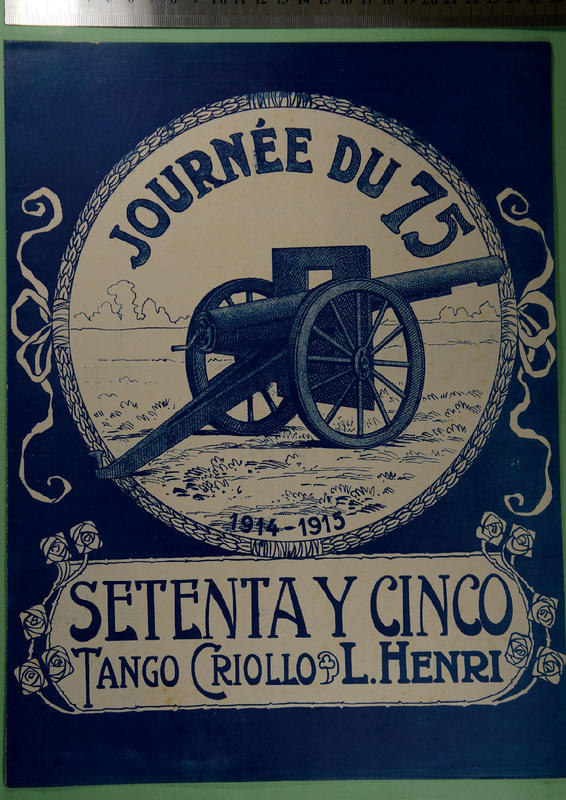 JOURNÉE DU 75
1914-1915
SETENTA Y CINCO
TANGO CRIOLLO L. HENRI